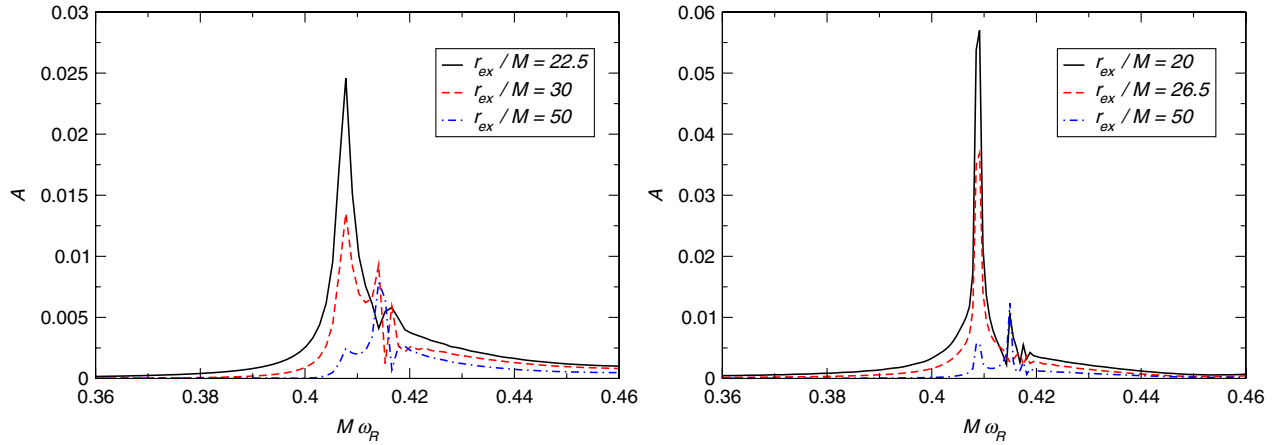 0.03
0.025
0.02
0.015
0.01
0.005
0
A
r_ex / M = 22.5
r_ex / M = 30
r_ex / M = 50
0.36 0.38 0.4 0.42 0.44 0.46
M ω_R
0.06
0.05
0.04
0.03
0.02
0.01
0
A
r_ex / M = 20
r_ex / M = 26.5
r_ex / M = 50
0.36 0.38 0.4 0.42 0.44 0.46
M ω_R